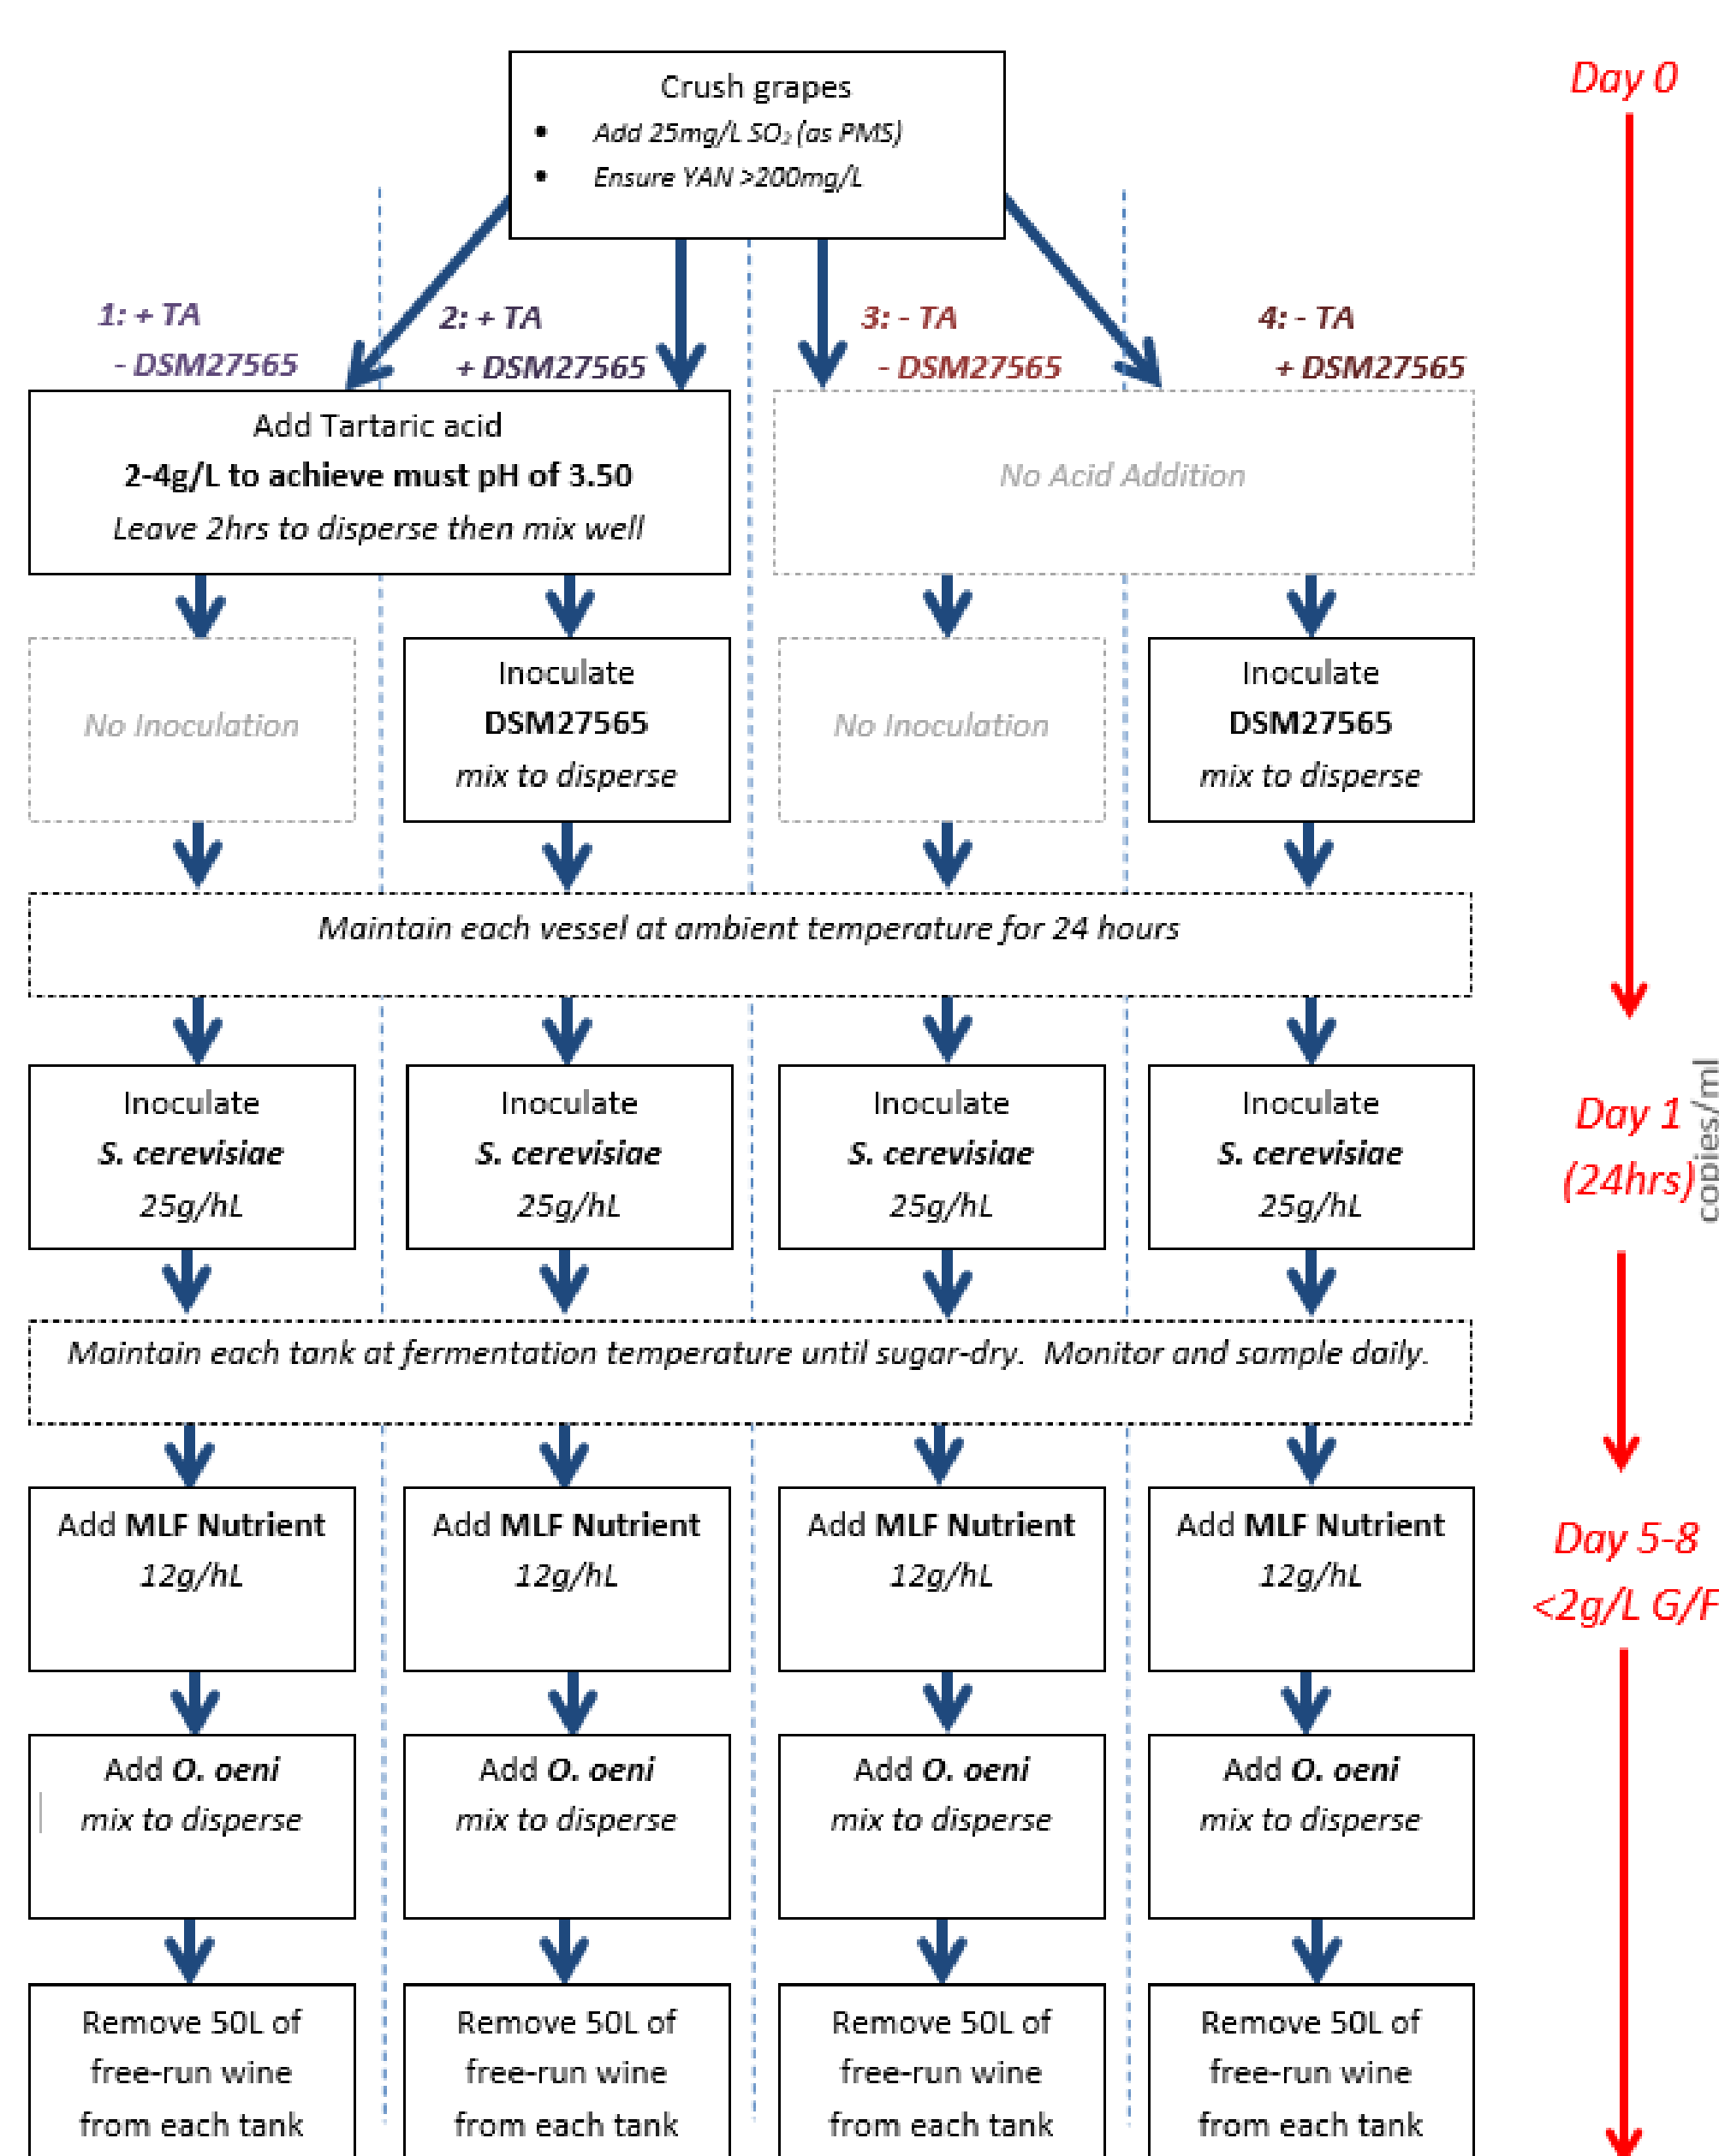 Crush grapes
• Add 25mg/L SO₂ (as PMS)
• Ensure YAN >200mg/L
Day 0
1: + TA
- DSM27565
2: + TA
+ DSM27565
3: - TA
- DSM27565
4: - TA
+ DSM27565
Add Tartaric acid
2-4g/L to achieve must pH of 3.50
Leave 2hrs to disperse then mix well
No Acid Addition
No Inoculation
Inoculate
DSM27565
mix to disperse
No Inoculation
Inoculate
DSM27565
mix to disperse
Maintain each vessel at ambient temperature for 24 hours
Inoculate
S. cerevisiae
25g/hL
Inoculate
S. cerevisiae
25g/hL
Inoculate
S. cerevisiae
25g/hL
Inoculate
S. cerevisiae
25g/hL
Day 1
(24hrs)
copies/ml
Maintain each tank at fermentation temperature until sugar-dry. Monitor and sample daily.
Add MLF Nutrient
12g/hL
Add MLF Nutrient
12g/hL
Add MLF Nutrient
12g/hL
Add MLF Nutrient
12g/hL
Day 5-8
<2g/L G/F
Add O. oeni
mix to disperse
Add O. oeni
mix to disperse
Add O. oeni
mix to disperse
Add O. oeni
mix to disperse
Remove 50L of
free-run wine
from each tank
Remove 50L of
free-run wine
from each tank
Remove 50L of
free-run wine
from each tank
Remove 50L of
free-run wine
from each tank